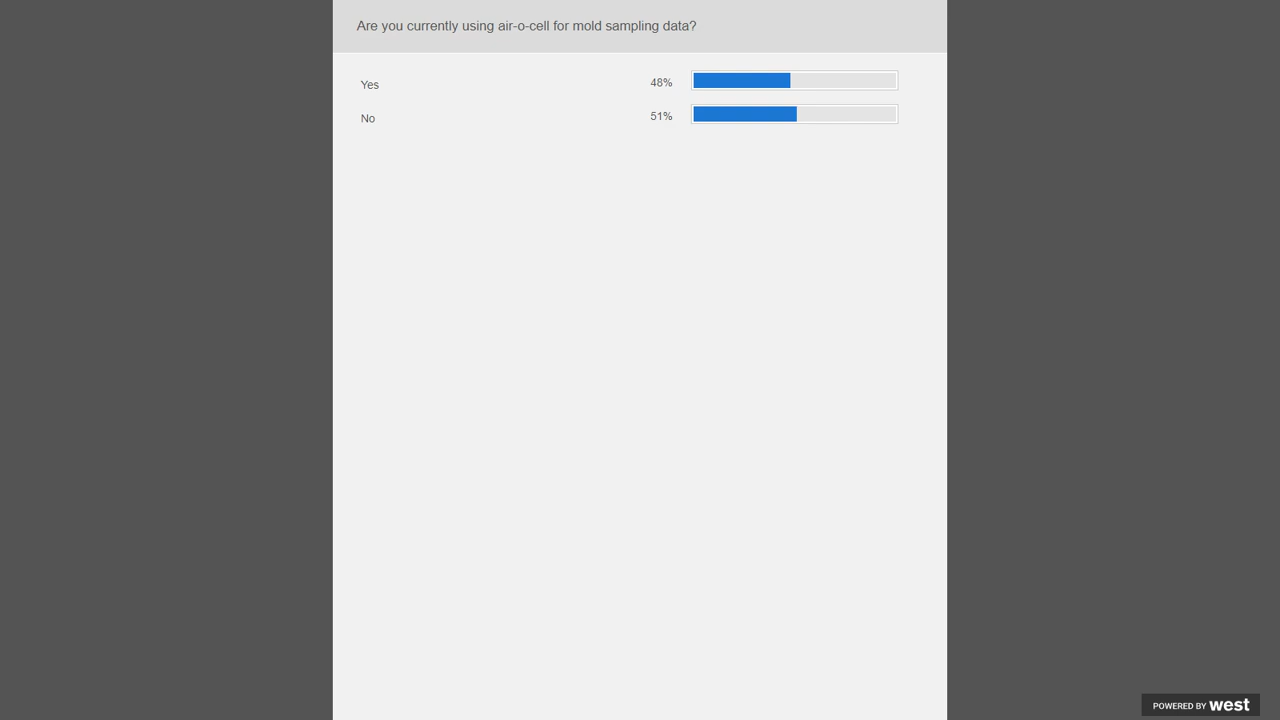 Are you currently using air-o-cell for mold sampling data?
Yes 48%
No 51%
POWERED BY west